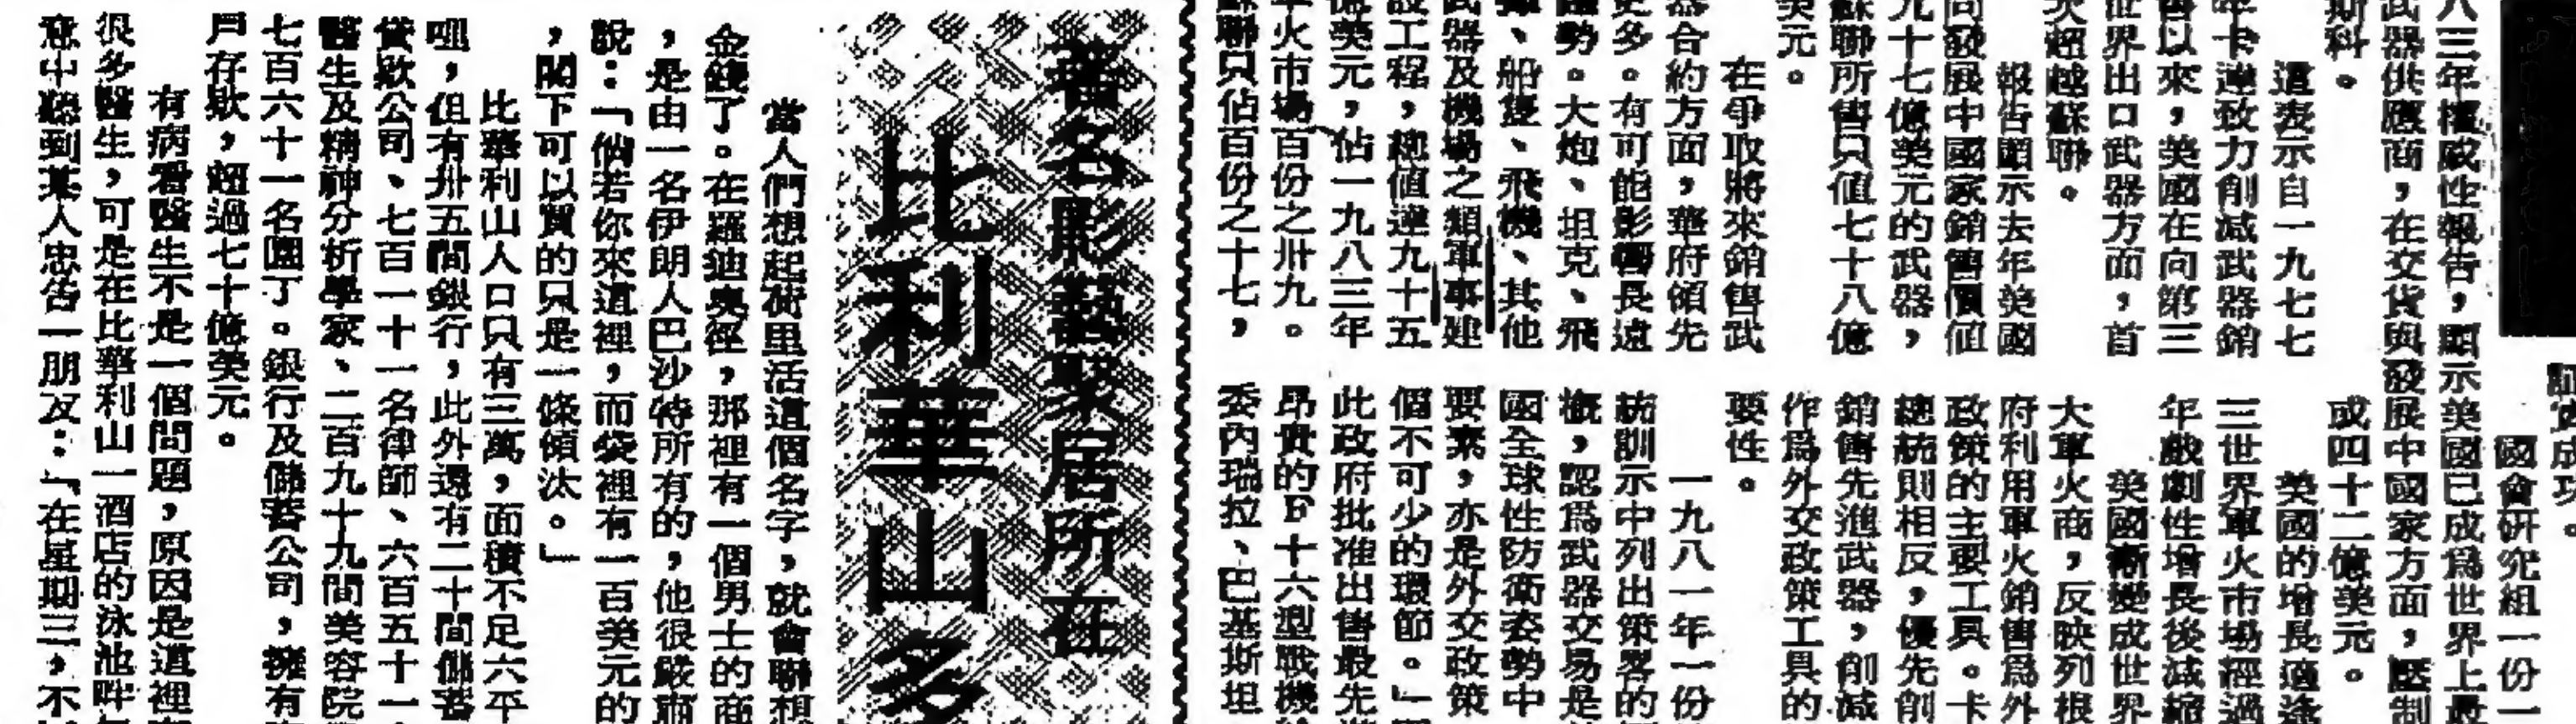 國會研究組一份
八三年權威性報告，顯示美國已成為世界上最
武器供應商，在交貨與發展中國家方面，壓制
斯科。
或四十二億美元。
這表示自一九七七
美國的增長適逢
卡達致力削減武器銷
三世界軍火市場經過
以來，美國在向第三
年戲劇性增長後減縮
世界出口武器方面，首
美國漸變成世界
次超越蘇聯。
大軍火商，反映列根
報告顯示去年美國
府利用軍火銷售爲外
向發展中國家銷售價值
政策的主要工具。卡
九十七億美元的武器，
總統則相反，優先削
蘇聯所售只值七十八億
銷售先進武器，削減
美元。
作爲外交政策工具的
在爭取將來銷售武
要性。
器合約方面，華府領先
一九八一年一份
更多。有可能影響長遠
統訓示中列出策畧的
勢。大炮、坦克、飛
概，認爲武器交易是
、船隻、飛機、其他
國全球性防衛姿勢中
武器及機場之類軍事建
要素，亦是外交政策
設工程，總值達九十五
個不可少的環節。」
億美元，佔一九八三年
此政府批准出售最先進
軍火市場百份之卅九。
昂貴的F十六型戰機
蘇聯只佔百份之十七，
委內瑞拉、巴基斯坦
著名影藝聚居所在
比利華山多
當人們想起荷里活這個名字，就會聯想
金錢了。在羅迪奧徑，那裡有一個男士的商
，是由一名伊朗人巴沙特所有的，他很嚴肅
說：「倘若你來這裡，而袋裡有一百美元的
，閣下可以買的只是一條領汰。」
比華利山人口只有三萬，面積不足六平
哩，但有卅五間銀行，此外還有二十間儲蓄
貸款公司、七百一十一名律師、六百五十一
醫生及精神分析學家、二百九十九間美容院
七百六十一名園丁。銀行及儲蓄公司，擁有
戶存款，超過七十億美元。
有病看醫生不是一個問題，原因是這裡
很多醫生，可是在比華利山一酒店的泳池畔
意中聽到某人忠告一朋友：「在星期三，不